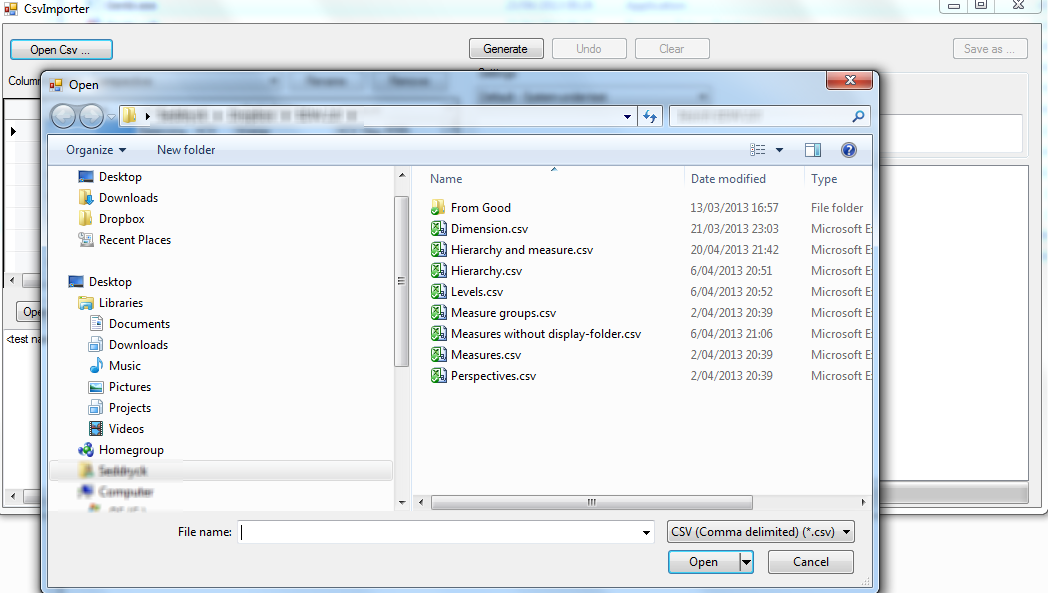 CsvImporter
Open Csv ...
Generate
Undo
Clear
Save as ...
Column
Open
Organize
New folder
Name
Date modified
Type
Desktop
Downloads
Dropbox
Recent Places
Desktop
Libraries
Documents
Downloads
Music
Pictures
Projects
Videos
Homegroup
Seddryck
Computer
From Good 13/03/2013 16:57 File folder
Dimension.csv 21/03/2013 23:03 Microsoft E
Hierarchy and measure.csv 20/04/2013 21:42 Microsoft E
Hierarchy.csv 6/04/2013 20:51 Microsoft E
Levels.csv 6/04/2013 20:52 Microsoft E
Measure groups.csv 2/04/2013 20:39 Microsoft E
Measures without display-folder.csv 6/04/2013 21:06 Microsoft E
Measures.csv 2/04/2013 20:39 Microsoft E
Perspectives.csv 2/04/2013 20:39 Microsoft E
Ope
<test na
File name:
CSV (Comma delimited) (*.csv)
Open
Cancel